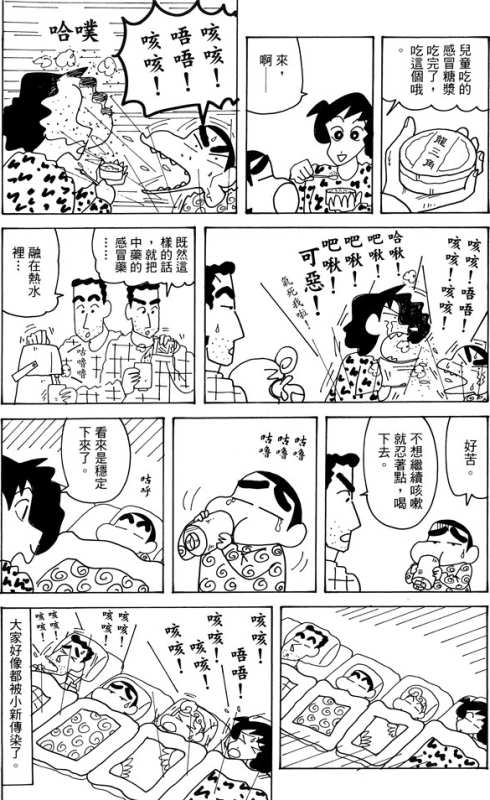 兒童吃的
感冒糖漿
吃完了，
吃這個哦
。
龍三角
來，
啊
咳咳！
唔唔！
咳咳！
哈噗
咳咳！唔唔！
咳咳！咳咳！
哈啾！
吧啾！
吧啾！
吧啾！
可惡！
氣死我啦！
既然這
樣的話
，就把
中藥的
感冒藥
……
咕嚕嚕
融在熱水
裡…
好苦。
不想繼續咳嗽
就忍著點，喝
下去。
咕嚕
咕嚕
咕嚕
咕呼
看來是穩定
下來了。
咳咳！
唔唔！
咳咳！
咳咳！
咳咳！
咳咳！
咳咳！
大家好像都被小新傳染了。